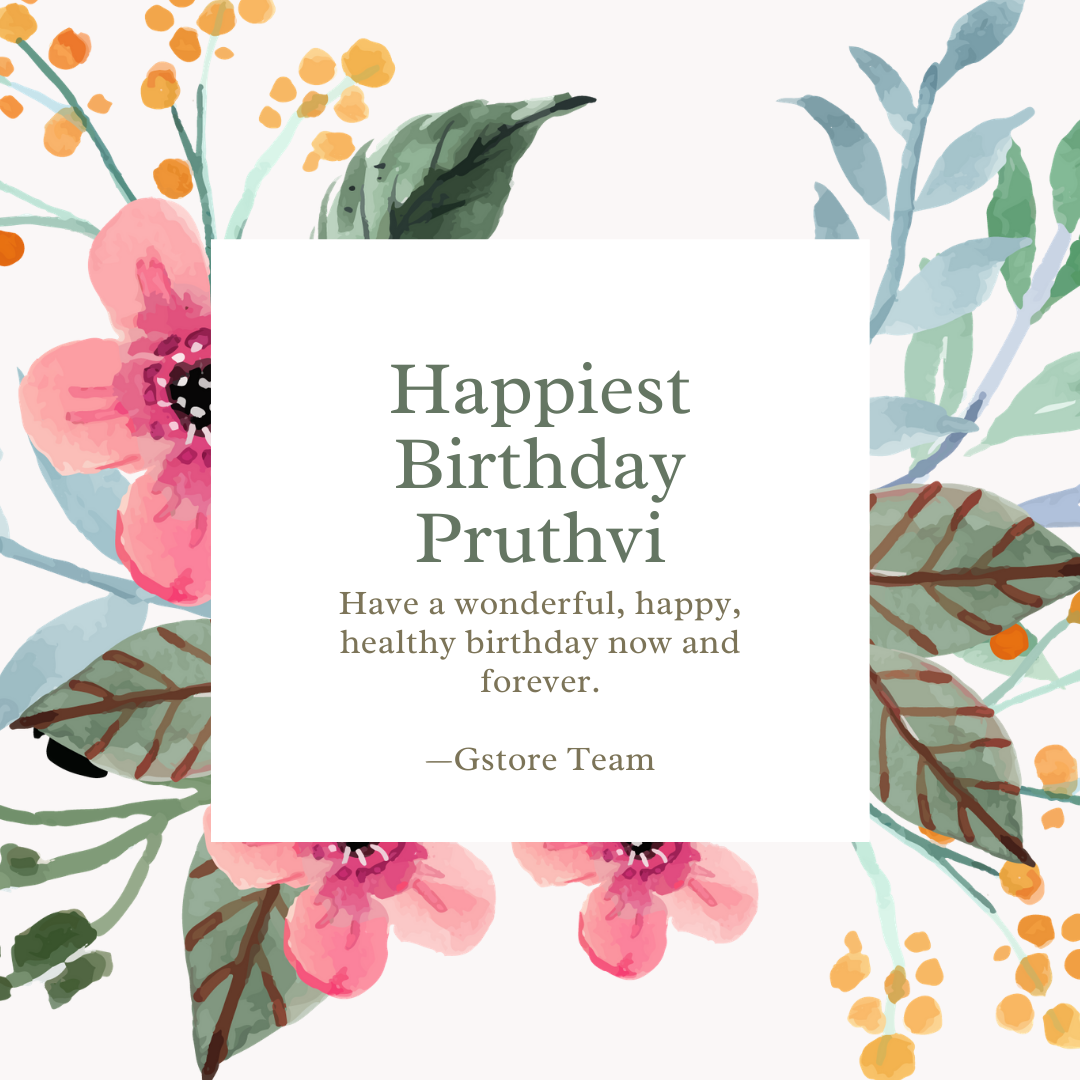 Happiest
Birthday
Pruthvi
Have a wonderful, happy,
healthy birthday now and
forever.
—Gstore Team